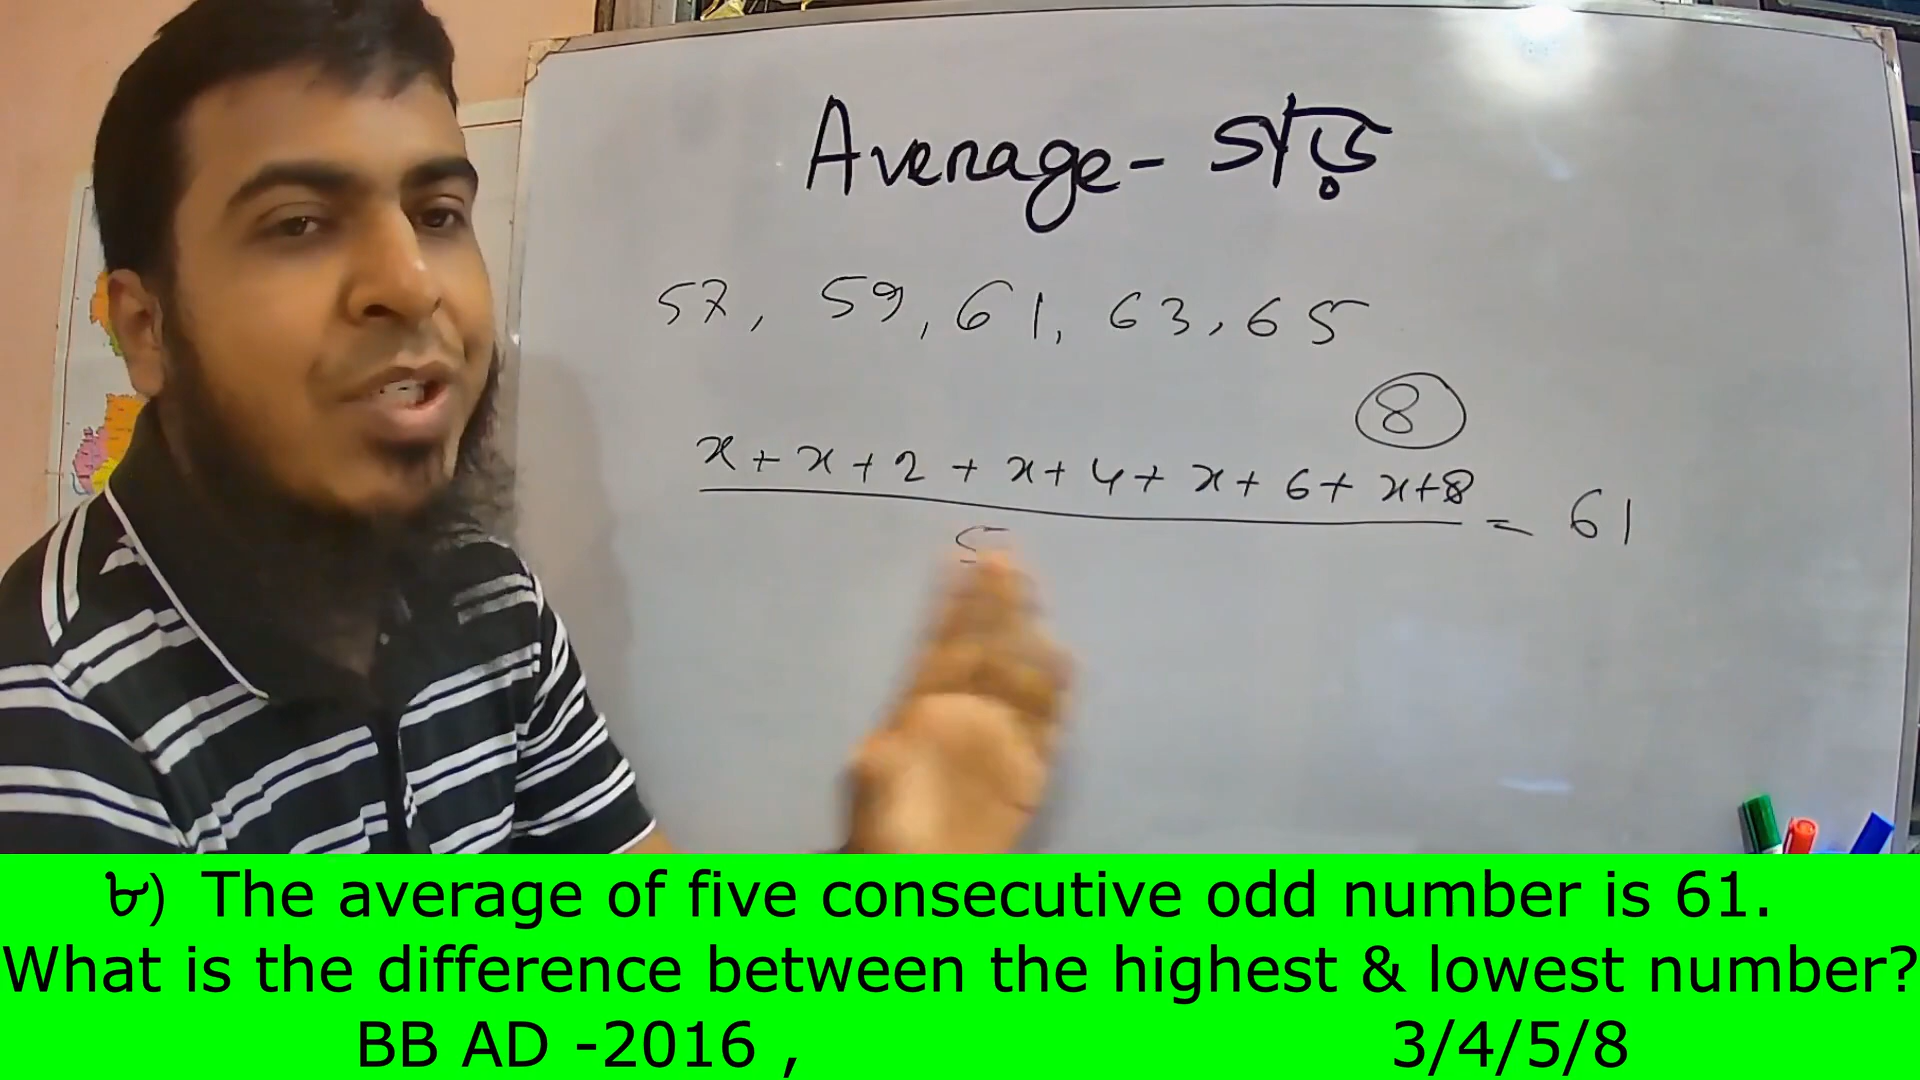 Average - গড়
57, 59, 61, 63, 65
8
x + x + 2 + x + 4 + x + 6 + x + 8 = 61
5
৮) The average of five consecutive odd number is 61.
What is the difference between the highest & lowest number?
BB AD -2016 , 3/4/5/8